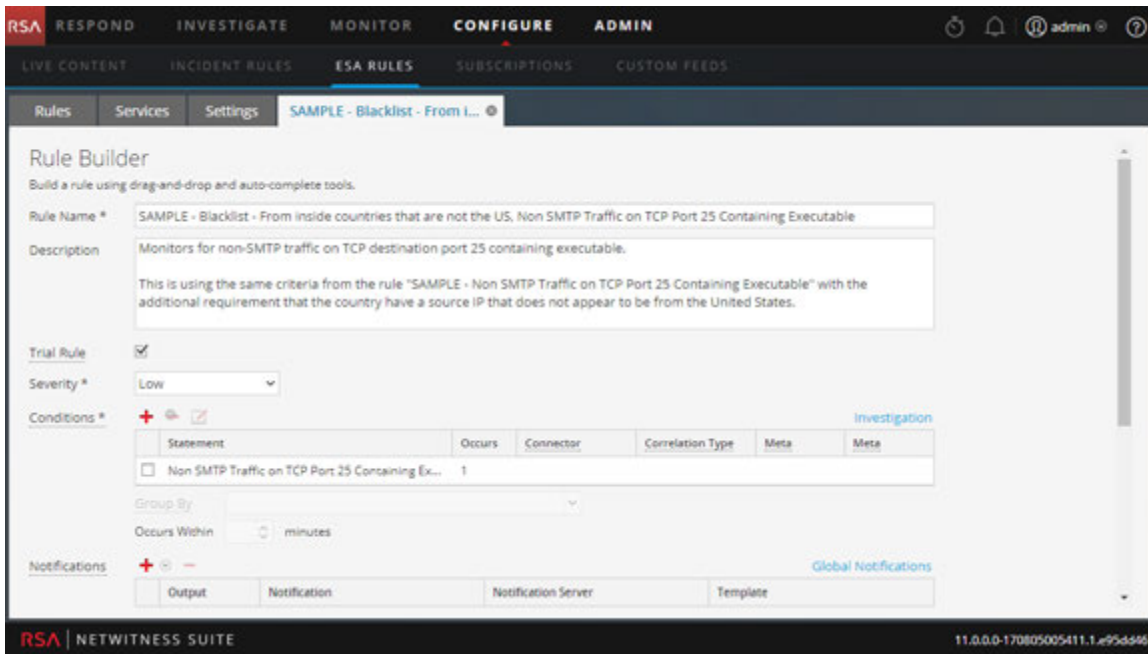 RSA RESPOND INVESTIGATE MONITOR CONFIGURE ADMIN admin
LIVE CONTENT INCIDENT RULES ESA RULES SUBSCRIPTIONS CUSTOM FEEDS
Rules Services Settings SAMPLE - Blacklist - From i...
Rule Builder
Build a rule using drag-and-drop and auto-complete tools.
Rule Name * SAMPLE - Blacklist - From inside countries that are not the US, Non SMTP Traffic on TCP Port 25 Containing Executable
Description Monitors for non-SMTP traffic on TCP destination port 25 containing executable.
This is using the same criteria from the rule "SAMPLE - Non SMTP Traffic on TCP Port 25 Containing Executable" with the
additional requirement that the country have a source IP that does not appear to be from the United States.
Trial Rule
Severity * Low
Conditions * Investigation
Statement Occurs Connector Correlation Type Meta Meta
Non SMTP Traffic on TCP Port 25 Containing Ex... 1
Group By
Occurs Within minutes
Notifications Global Notifications
Output Notification Notification Server Template
RSA | NETWITNESS SUITE 11.0.0.0-170805005411.1.e95dd46